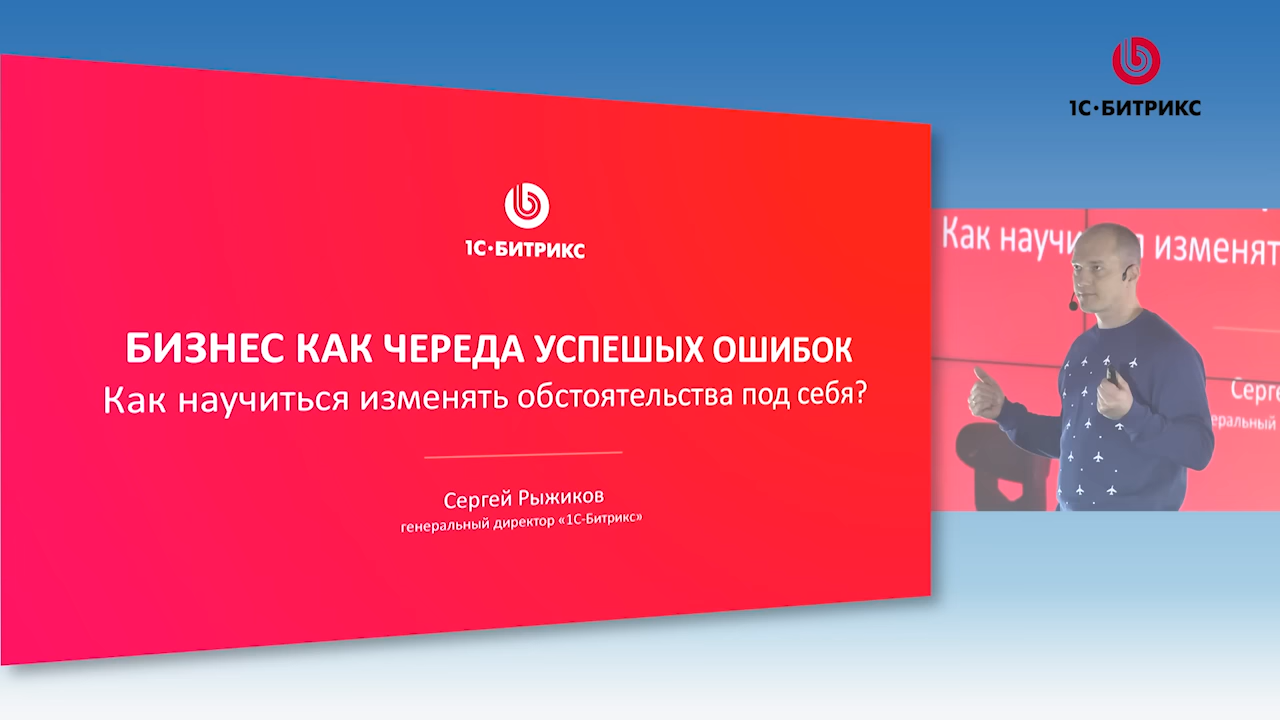 1С·БИТРИКС
1С·БИТРИКС
БИЗНЕС КАК ЧЕРЕДА УСПЕШЫХ ОШИБОК
Как научиться изменять обстоятельства под себя?
Сергей Рыжиков
генеральный директор «1С-Битрикс»
Как научи изменят
Серге
еральный